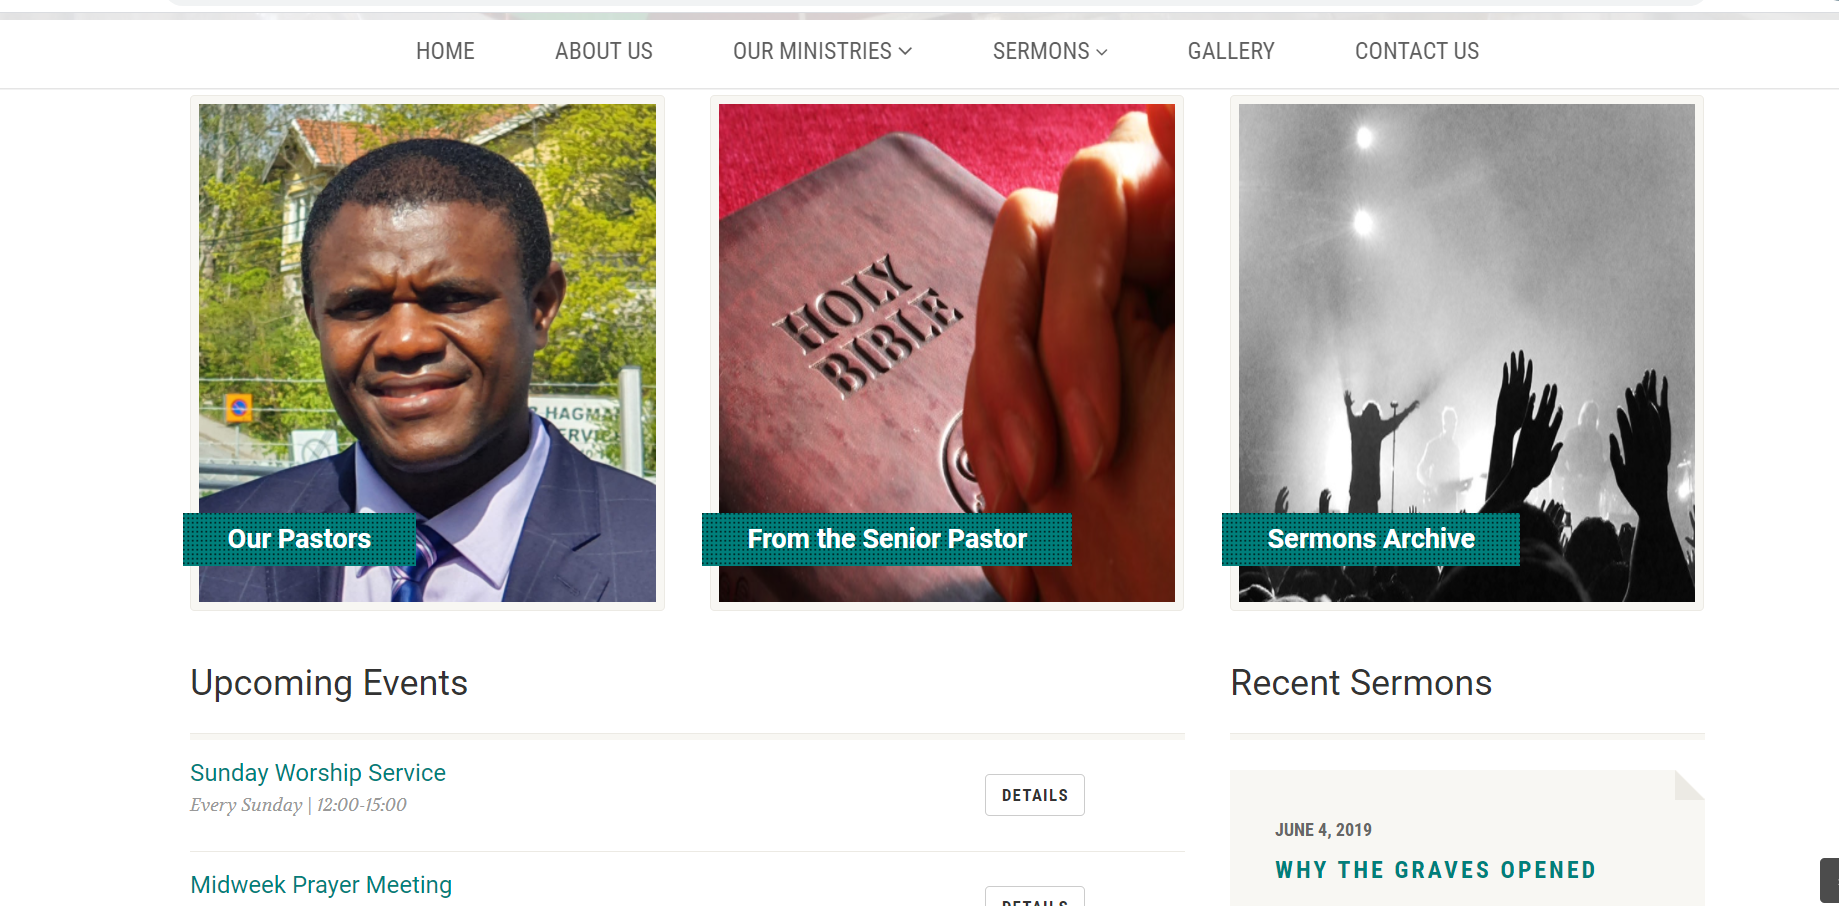 HOME ABOUT US OUR MINISTRIES SERMONS GALLERY CONTACT US
HAGMA
ERVIC
HOLY
BIBLE
Our Pastors
From the Senior Pastor
Sermons Archive
Upcoming Events
Sunday Worship Service
Every Sunday | 12:00-15:00
DETAILS
Midweek Prayer Meeting
DETAILS
Recent Sermons
JUNE 4, 2019
WHY THE GRAVES OPENED